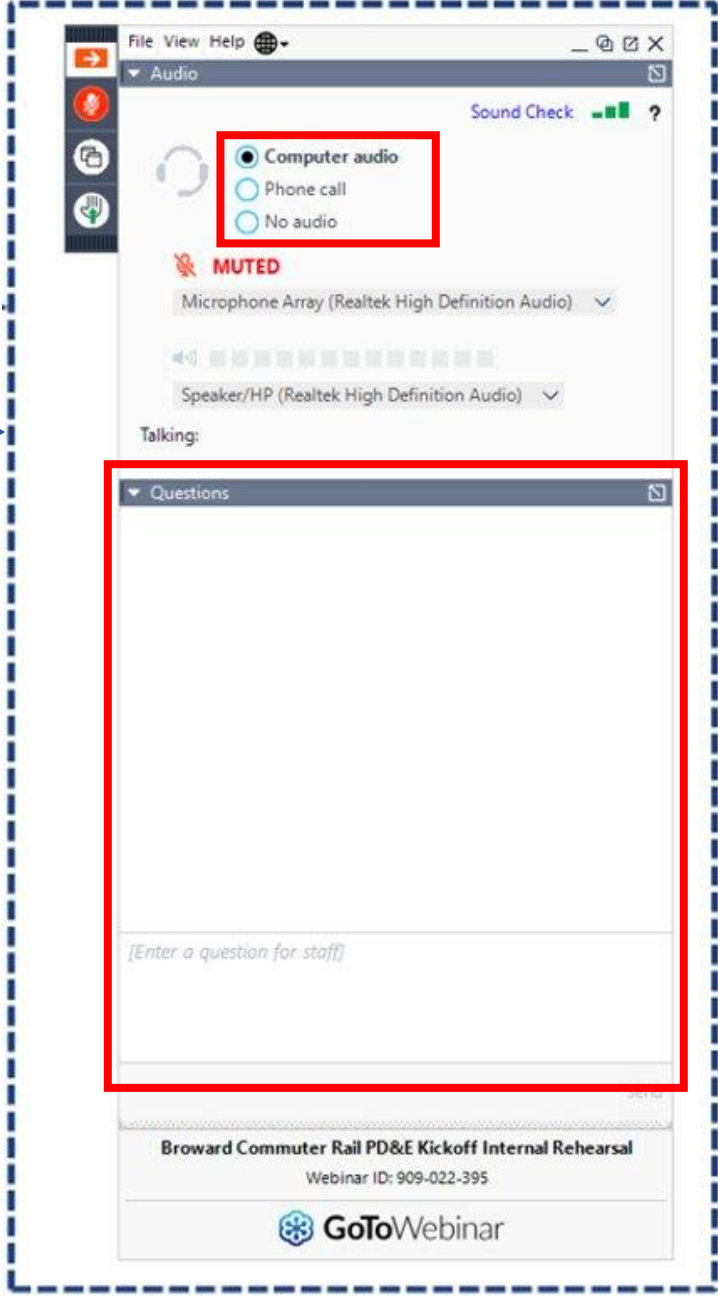 File View Help
Audio
Sound Check ?
Computer audio
Phone call
No audio
MUTED
Microphone Array (Realtek High Definition Audio)
Speaker/HP (Realtek High Definition Audio)
Talking:
Questions
[Enter a question for staff]
Send
Broward Commuter Rail PD&E Kickoff Internal Rehearsal
Webinar ID: 909-022-395
GoToWebinar